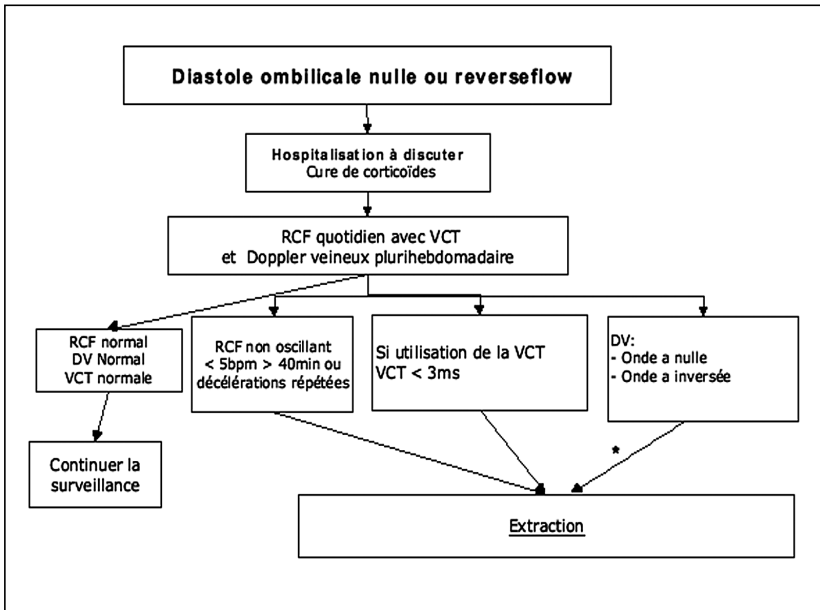 Diastole ombilicale nulle ou reverseflow
Hospitalisation à discuter
Cure de corticoïdes
RCF quotidien avec VCT
et Doppler veineux plurihebdomadaire
RCF normal
DV Normal
VCT normale
RCF non oscillant
< 5bpm > 40min ou
décélérations répétées
Si utilisation de la VCT
VCT < 3ms
DV:
- Onde a nulle
- Onde a inversée
*
Continuer la
surveillance
Extraction